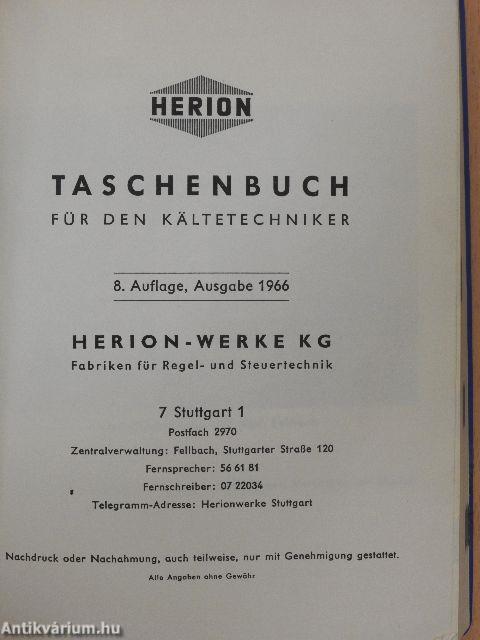 HERION
TASCHENBUCH
FÜR DEN KÄLTETECHNIKER
8. Auflage, Ausgabe 1966
HERION-WERKE KG
Fabriken für Regel- und Steuertechnik
7 Stuttgart 1
Postfach 2970
Zentralverwaltung: Fellbach, Stuttgarter Straße 120
Fernsprecher: 56 61 81
Fernschreiber: 07 22034
Telegramm-Adresse: Herionwerke Stuttgart
Nachdruck oder Nachahmung, auch teilweise, nur mit Genehmigung gestattet.
Alle Angaben ohne Gewähr
Antikvárium.hu